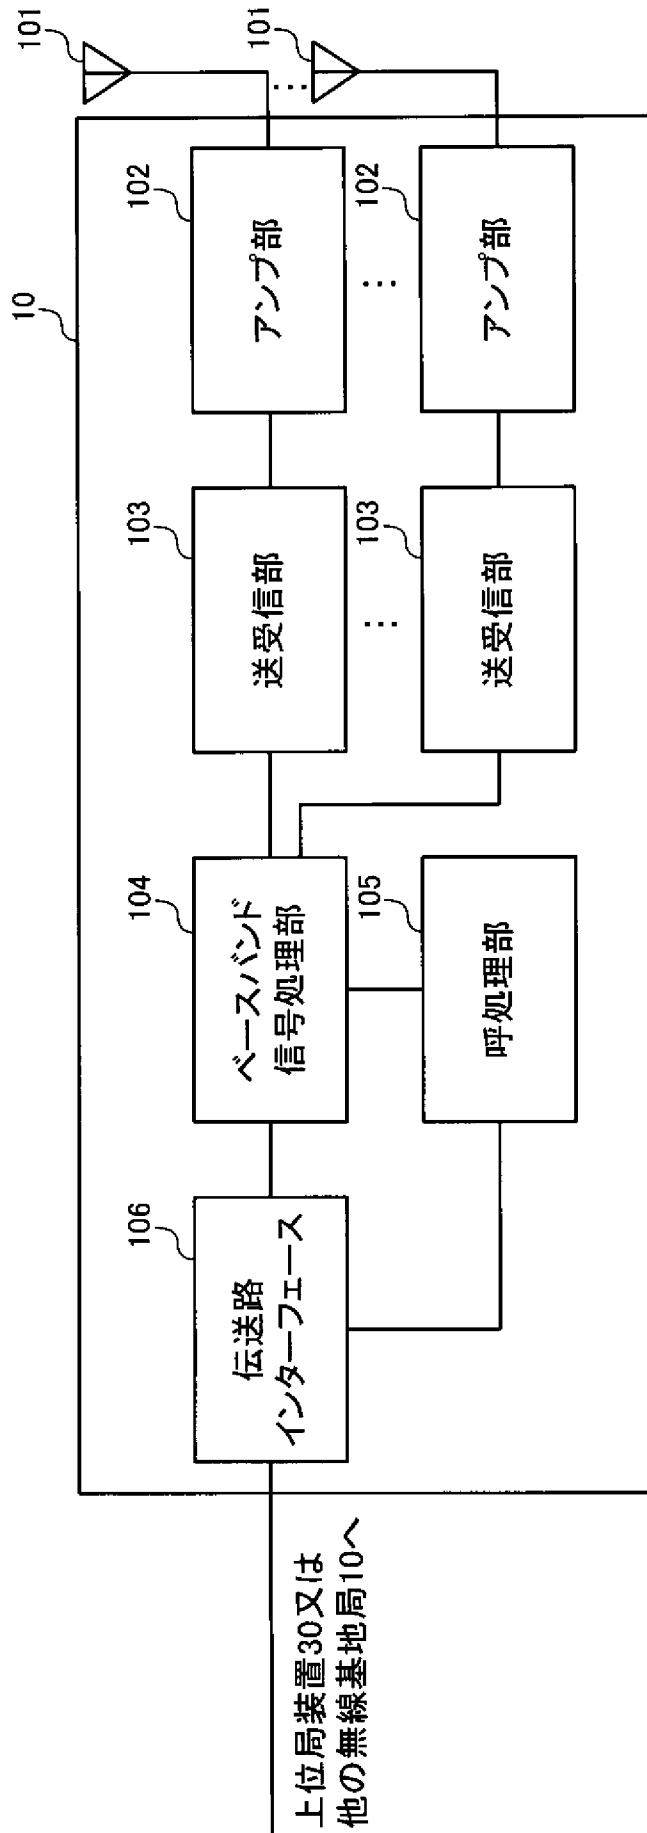 10
101
101
102
アンプ部
102
アンプ部
103
送受信部
103
送受信部
104
ベースバンド
信号処理部
105
呼処理部
106
伝送路
インターフェース
上位局装置30又は
他の無線基地局10へ